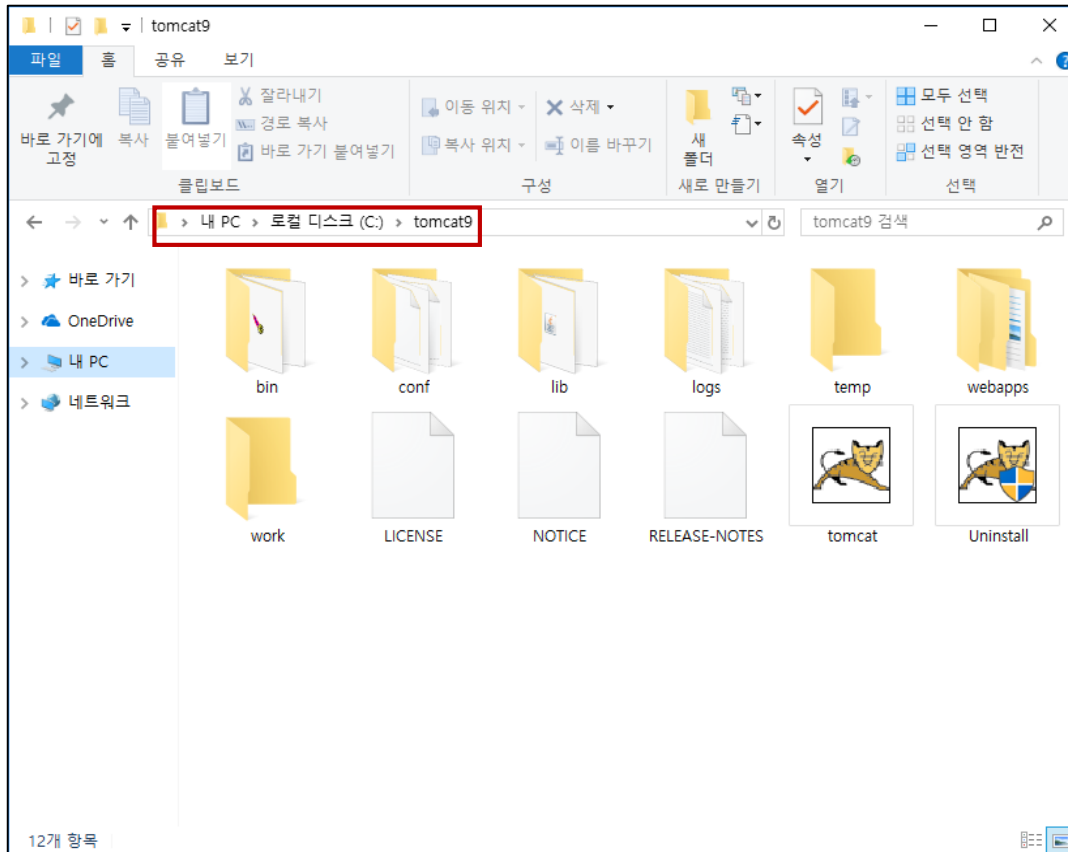 tomcat9
파일 홈 공유 보기
바로 가기에 고정
복사
붙여넣기
잘라내기
경로 복사
바로 가기 붙여넣기
클립보드
이동 위치
복사 위치
삭제
이름 바꾸기
구성
새 폴더
새로 만들기
속성
열기
모두 선택
선택 안 함
선택 영역 반전
선택
내 PC > 로컬 디스크 (C:) > tomcat9
tomcat9 검색
바로 가기
OneDrive
내 PC
네트워크
bin conf lib logs temp webapps
work LICENSE NOTICE RELEASE-NOTES tomcat Uninstall
12개 항목